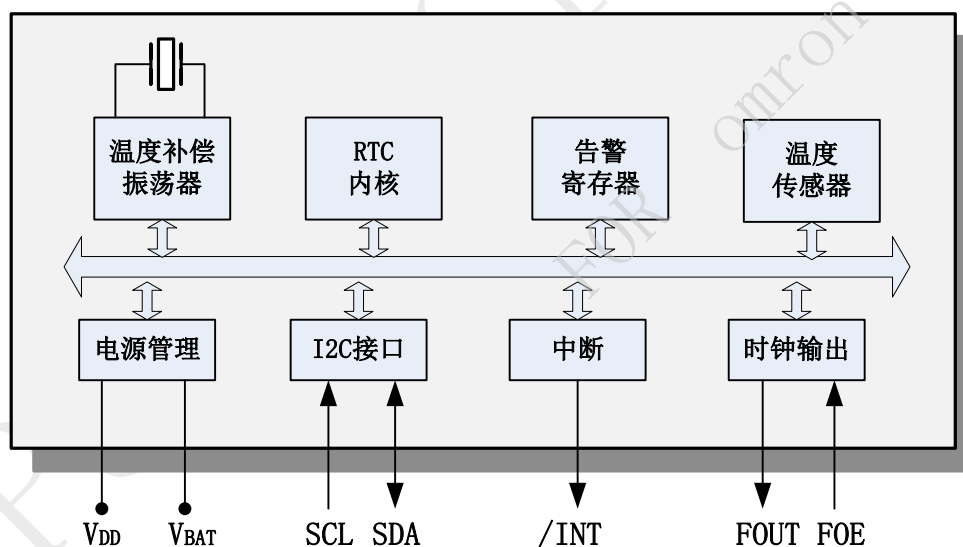 温度补偿
振荡器
RTC
内核
告警
寄存器
温度
传感器
电源管理
I2C接口
中断
时钟输出
VDD
VBAT
SCL
SDA
/INT
FOUT
FOE
FOR
omron